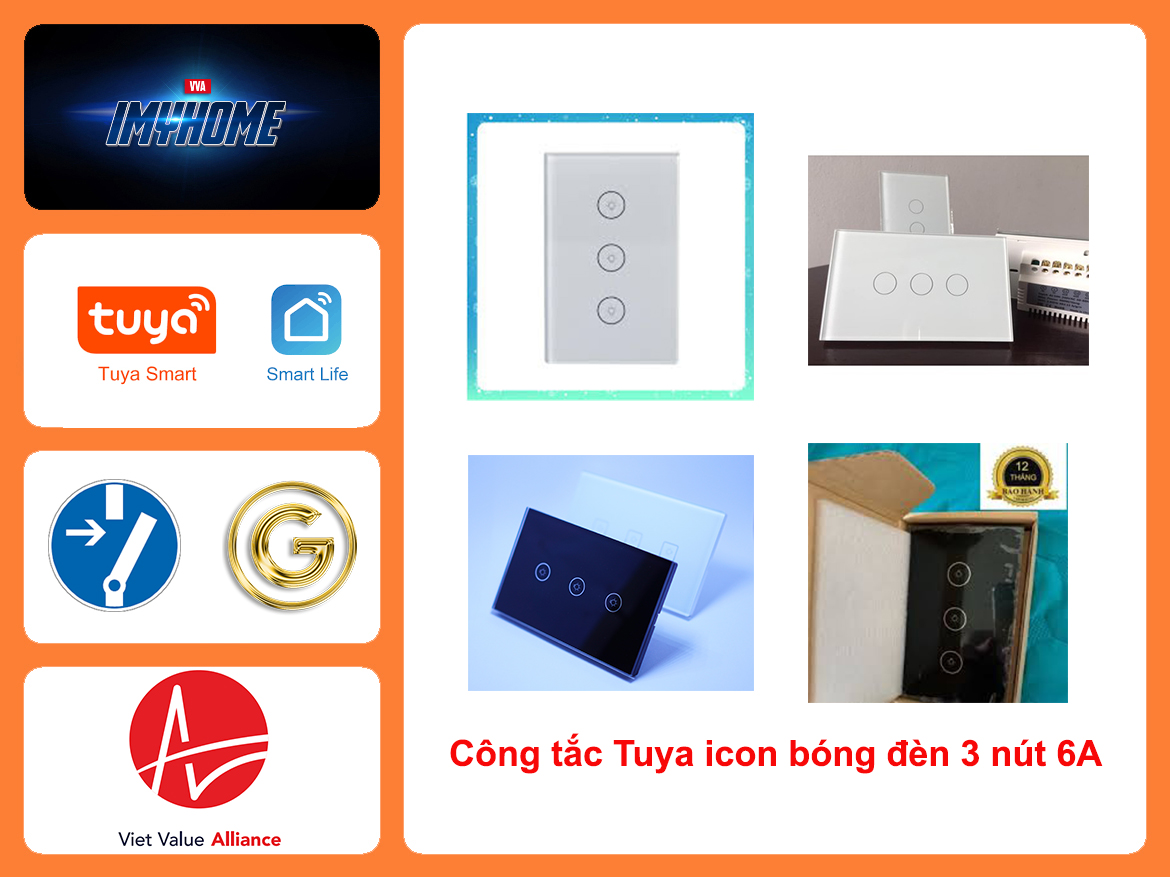 VVA
IMYHOME
tuya
Tuya Smart
Smart Life
G
Viet Value Alliance
12
THÁNG
BẢO HÀNH
Công tắc Tuya icon bóng đèn 3 nút 6A